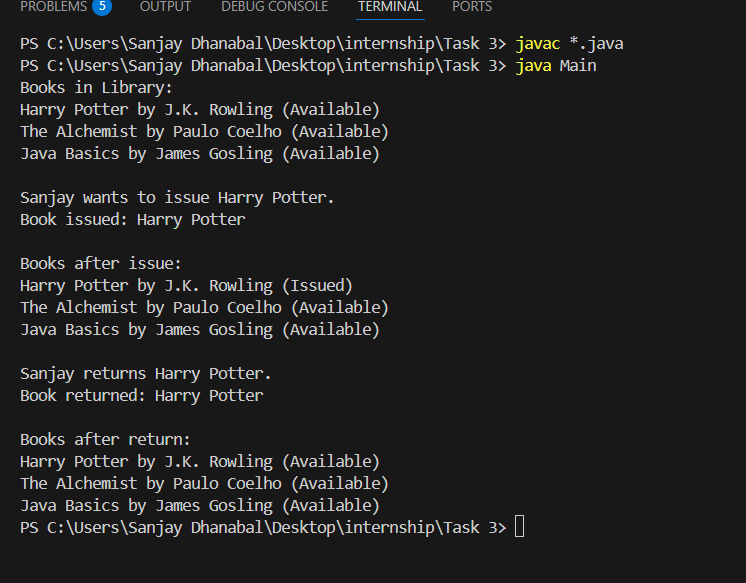 PROBLEMS 5 OUTPUT DEBUG CONSOLE TERMINAL PORTS
PS C:\Users\Sanjay Dhanabal\Desktop\internship\Task 3> javac *.java
PS C:\Users\Sanjay Dhanabal\Desktop\internship\Task 3> java Main
Books in Library:
Harry Potter by J.K. Rowling (Available)
The Alchemist by Paulo Coelho (Available)
Java Basics by James Gosling (Available)

Sanjay wants to issue Harry Potter.
Book issued: Harry Potter

Books after issue:
Harry Potter by J.K. Rowling (Issued)
The Alchemist by Paulo Coelho (Available)
Java Basics by James Gosling (Available)

Sanjay returns Harry Potter.
Book returned: Harry Potter

Books after return:
Harry Potter by J.K. Rowling (Available)
The Alchemist by Paulo Coelho (Available)
Java Basics by James Gosling (Available)
PS C:\Users\Sanjay Dhanabal\Desktop\internship\Task 3>